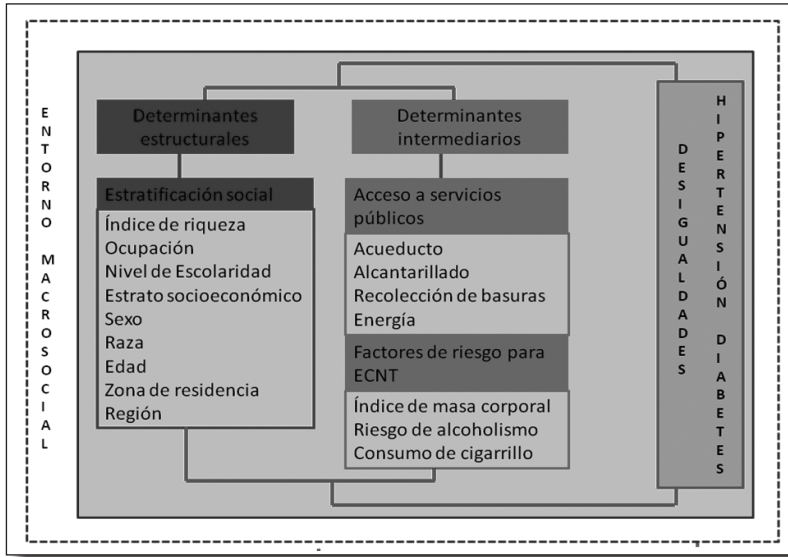 ENTORNO MACROSOCIAL
Determinantes
estructurales
Estratificación social
Índice de riqueza
Ocupación
Nivel de Escolaridad
Estrato socioeconómico
Sexo
Raza
Edad
Zona de residencia
Región
Determinantes
intermediarios
Acceso a servicios
públicos
Acueducto
Alcantarillado
Recolección de basuras
Energía
Factores de riesgo para
ECNT
Índice de masa corporal
Riesgo de alcoholismo
Consumo de cigarrillo
DESIGUALDADES
HIPERTENSIÓN DIABETES